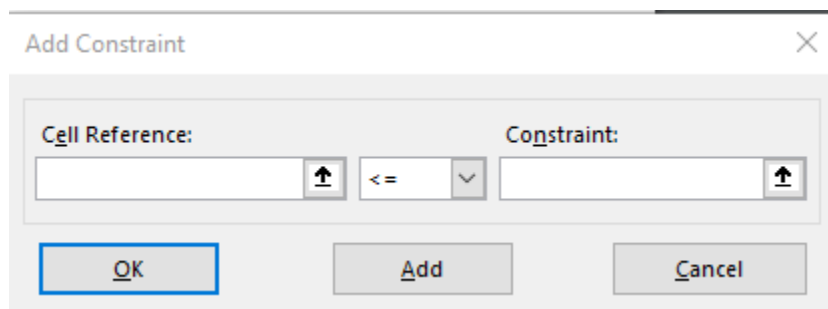 Add Constraint
Cell Reference:
Constraint:
<=
OK
Add
Cancel